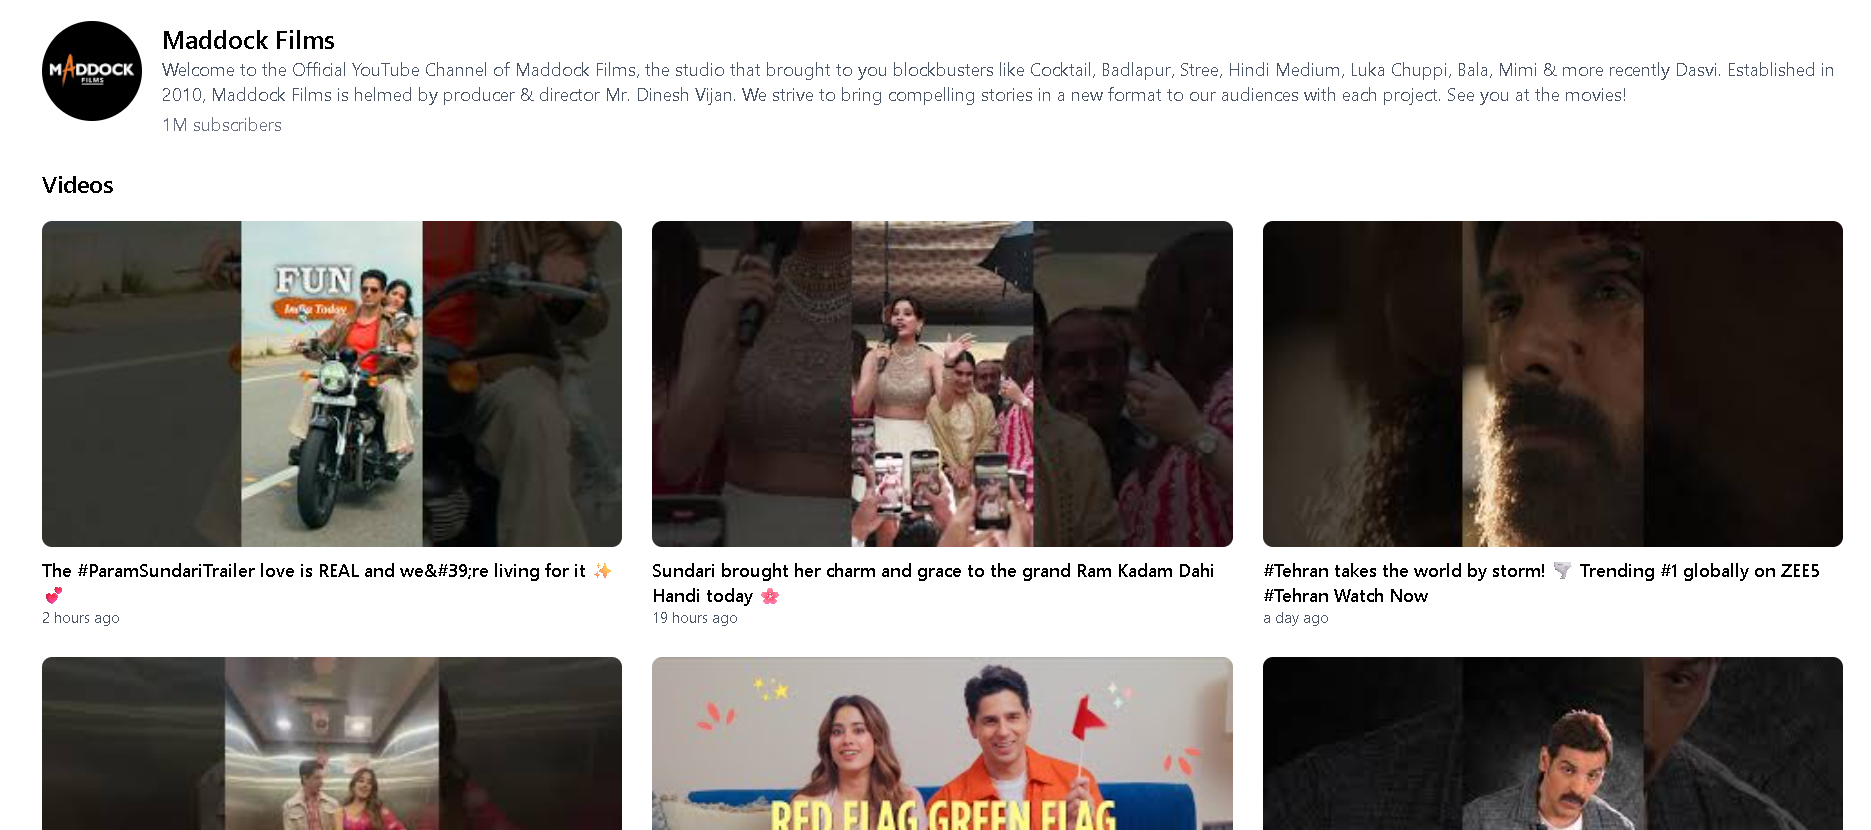 MADDOCK
FILMS
Maddock Films
Welcome to the Official YouTube Channel of Maddock Films, the studio that brought to you blockbusters like Cocktail, Badlapur, Stree, Hindi Medium, Luka Chuppi, Bala, Mimi & more recently Dasvi. Established in
2010, Maddock Films is helmed by producer & director Mr. Dinesh Vijan. We strive to bring compelling stories in a new format to our audiences with each project. See you at the movies!
1M subscribers
Videos
FUN
India Today
The #ParamSundariTrailer love is REAL and we&#39;re living for it ✨
💕
2 hours ago
Sundari brought her charm and grace to the grand Ram Kadam Dahi
Handi today 🌸
19 hours ago
#Tehran takes the world by storm! 🌪️ Trending #1 globally on ZEE5
#Tehran Watch Now
a day ago
RED FLAG GREEN FLAG